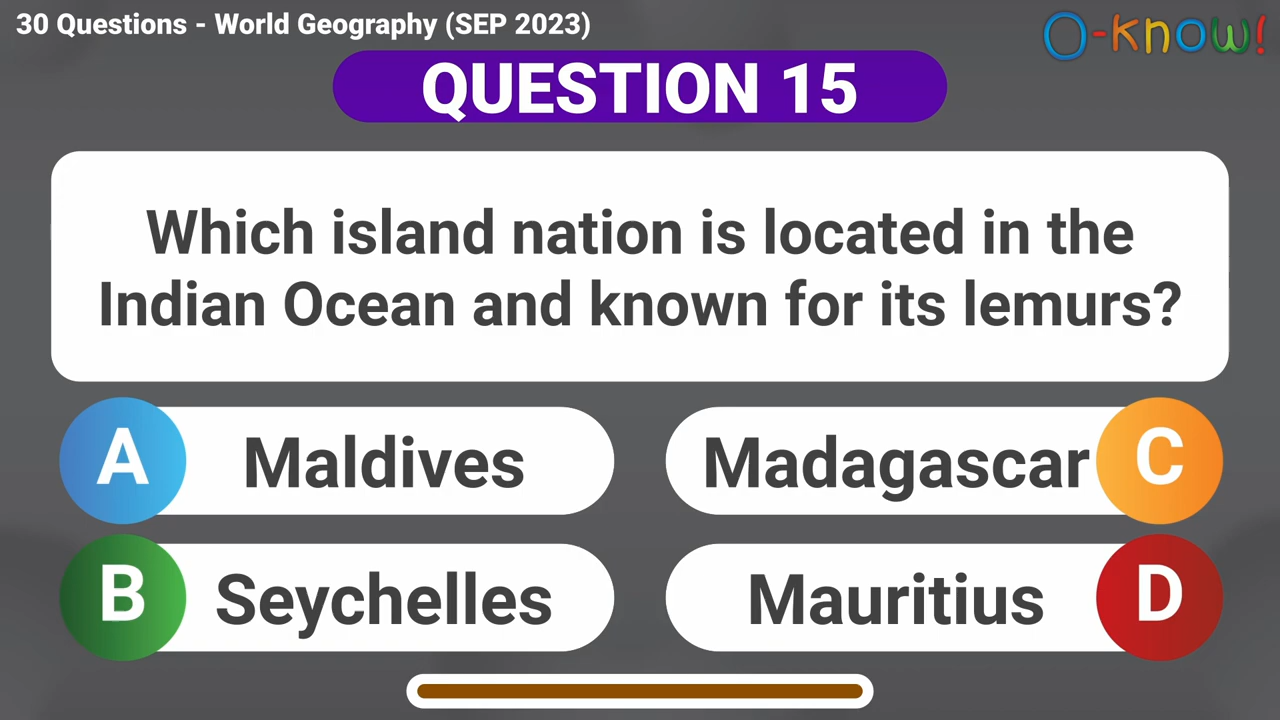 30 Questions - World Geography (SEP 2023)
O-know!
QUESTION 15
Which island nation is located in the
Indian Ocean and known for its lemurs?
A Maldives
Madagascar C
B Seychelles
Mauritius D